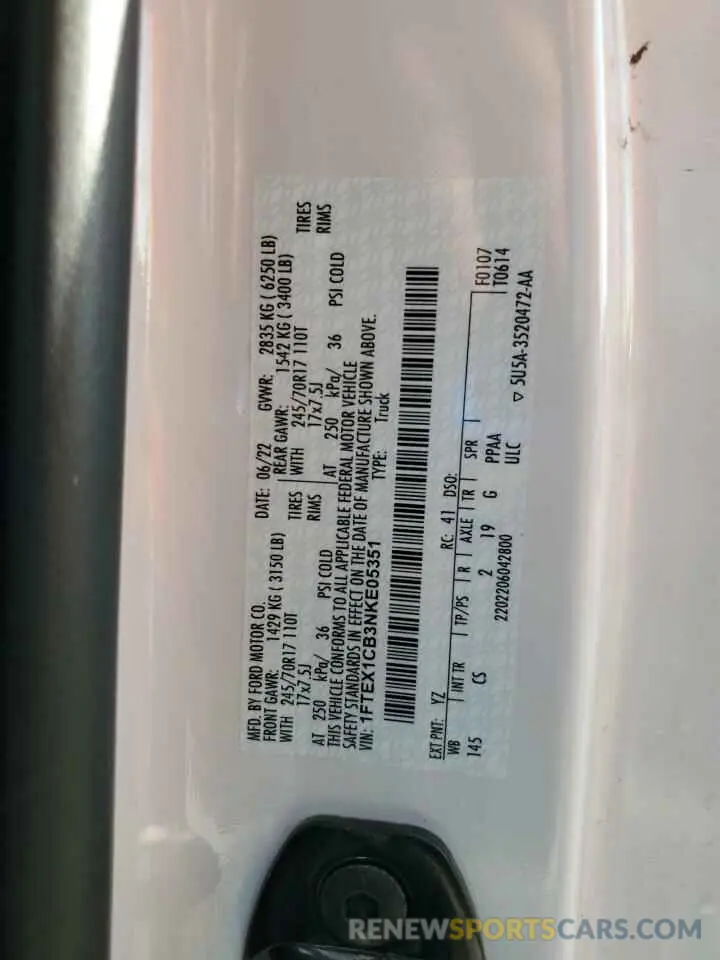 MFD. BY FORD MOTOR CO. DATE: 06/22 GVWR: 2835 KG ( 6250 LB)
FRONT GAWR: 1429 KG ( 3150 LB) REAR GAWR: 1542 KG ( 3400 LB)
WITH 245/70R17 110T TIRES WITH 245/70R17 110T TIRES
17x7.5J RIMS 17x7.5J RIMS
AT 250 kPa/ 36 PSI COLD AT 250 kPa/ 36 PSI COLD
THIS VEHICLE CONFORMS TO ALL APPLICABLE FEDERAL MOTOR VEHICLE
SAFETY STANDARDS IN EFFECT ON THE DATE OF MANUFACTURE SHOWN ABOVE.
VIN: 1FTEX1CB3NKE05351 TYPE: Truck
EXT PNT: YZ RC: 41 DSO:
WB INT TR TP/PS R AXLE TR SPR F0107
145 CS 2 19 G PPAA T0614
2202206042800 ULC
▽ 5U5A-3520472-AA
RENEWSPORTSCARS.COM